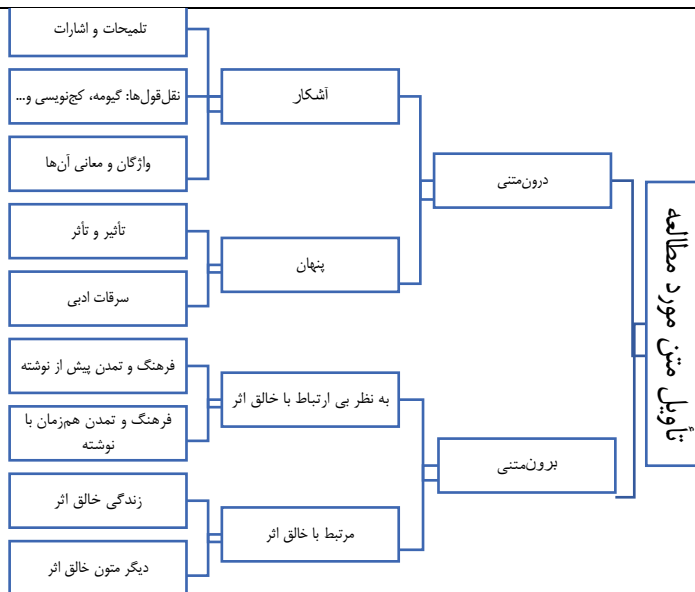 تأویل متن مورد مطالعه
درون‌متنی
آشکار
تلمیحات و اشارات
نقل‌قول‌ها: گیومه، کج‌نویسی و...
واژگان و معانی آن‌ها
پنهان
تأثیر و تأثر
سرقات ادبی
برون‌متنی
به نظر بی ارتباط با خالق اثر
فرهنگ و تمدن پیش از نوشته
فرهنگ و تمدن هم‌زمان با
نوشته
مرتبط با خالق اثر
زندگی خالق اثر
دیگر متون خالق اثر